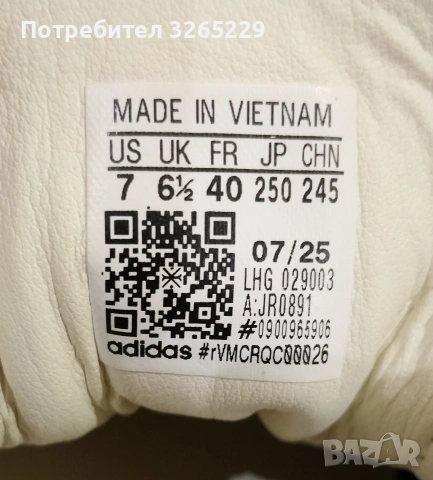 Потребител 3265229
MADE IN VIETNAM
US UK FR JP CHN
7 6½ 40 250 245
07/25
LHG 029003
A:JR0891
#0900965906
adidas #rVMCRQC00026
BAZAR